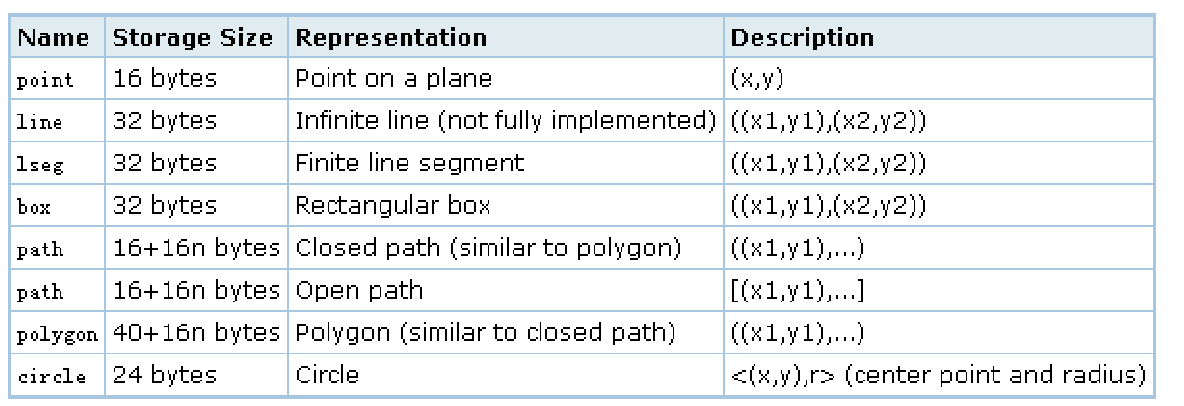 Name Storage Size Representation Description
point 16 bytes Point on a plane (x,y)
line 32 bytes Infinite line (not fully implemented) ((x1,y1),(x2,y2))
lseg 32 bytes Finite line segment ((x1,y1),(x2,y2))
box 32 bytes Rectangular box ((x1,y1),(x2,y2))
path 16+16n bytes Closed path (similar to polygon) ((x1,y1),...)
path 16+16n bytes Open path [(x1,y1),...]
polygon 40+16n bytes Polygon (similar to closed path) ((x1,y1),...)
circle 24 bytes Circle <(x,y),r> (center point and radius)